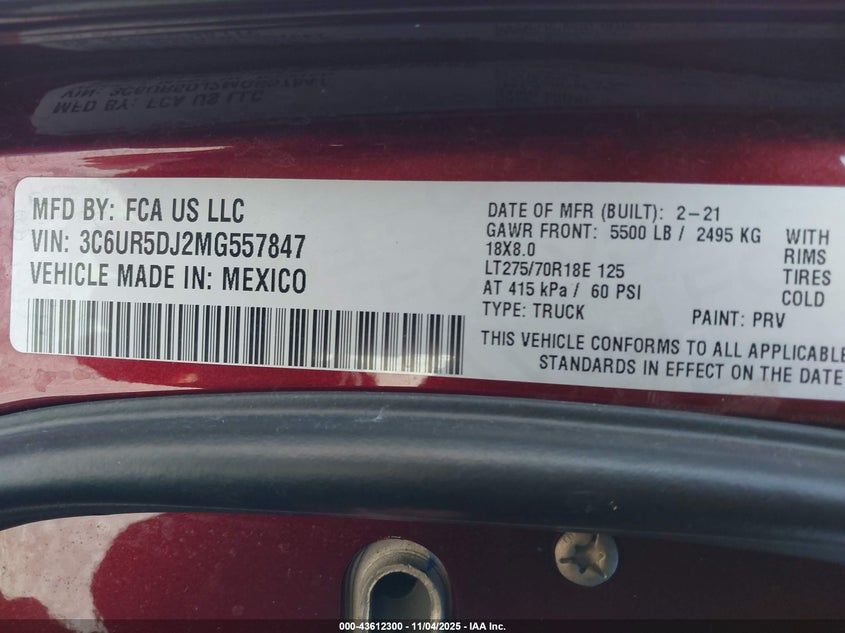 MFD BY: FCA US LLC
VIN: 3C6UR5DJ2MG557847
VEHICLE MADE IN: MEXICO
DATE OF MFR (BUILT): 2-21
GAWR FRONT: 5500 LB / 2495 KG WITH
18X8.0 RIMS
LT275/70R18E 125 TIRES
AT 415 kPa / 60 PSI COLD
TYPE: TRUCK PAINT: PRV
THIS VEHICLE CONFORMS TO ALL APPLICABLE
STANDARDS IN EFFECT ON THE DATE
000-43612300 - 11/04/2025 - IAA Inc.